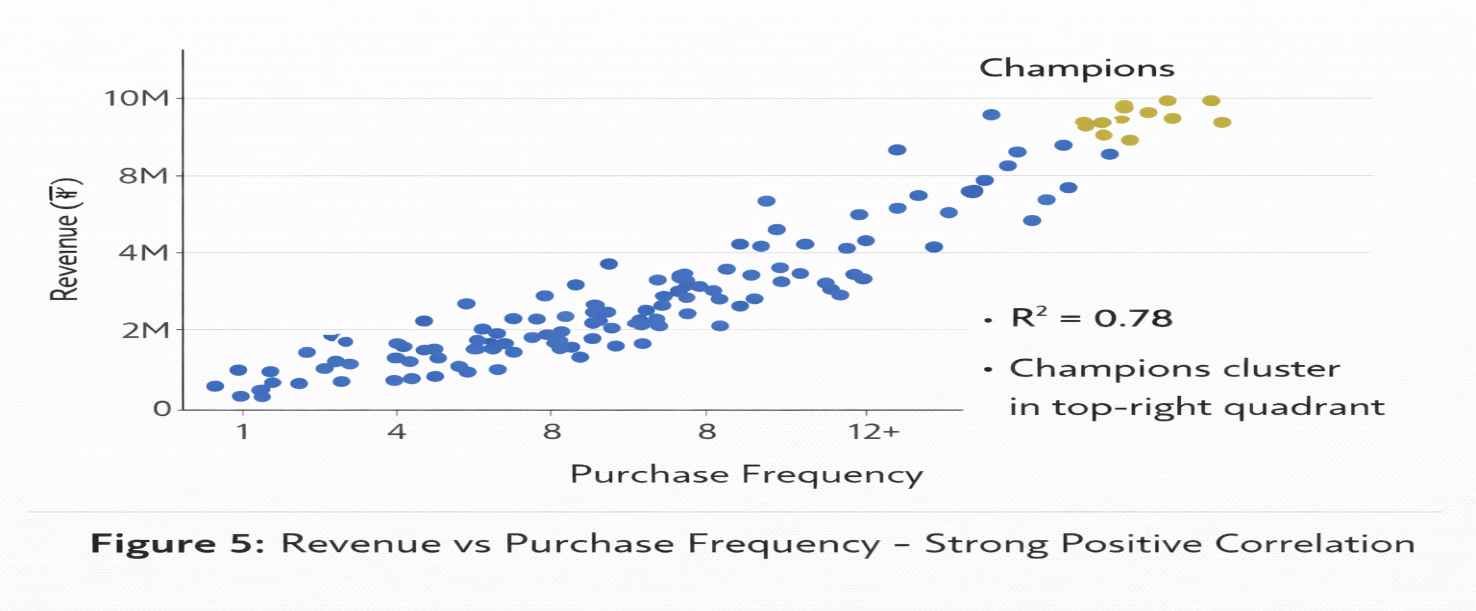 Champions
10M
8M
4M
2M
0
Revenue
1 4 8 8 12+
Purchase Frequency
• R² = 0.78
• Champions cluster
in top-right quadrant
Figure 5: Revenue vs Purchase Frequency – Strong Positive Correlation